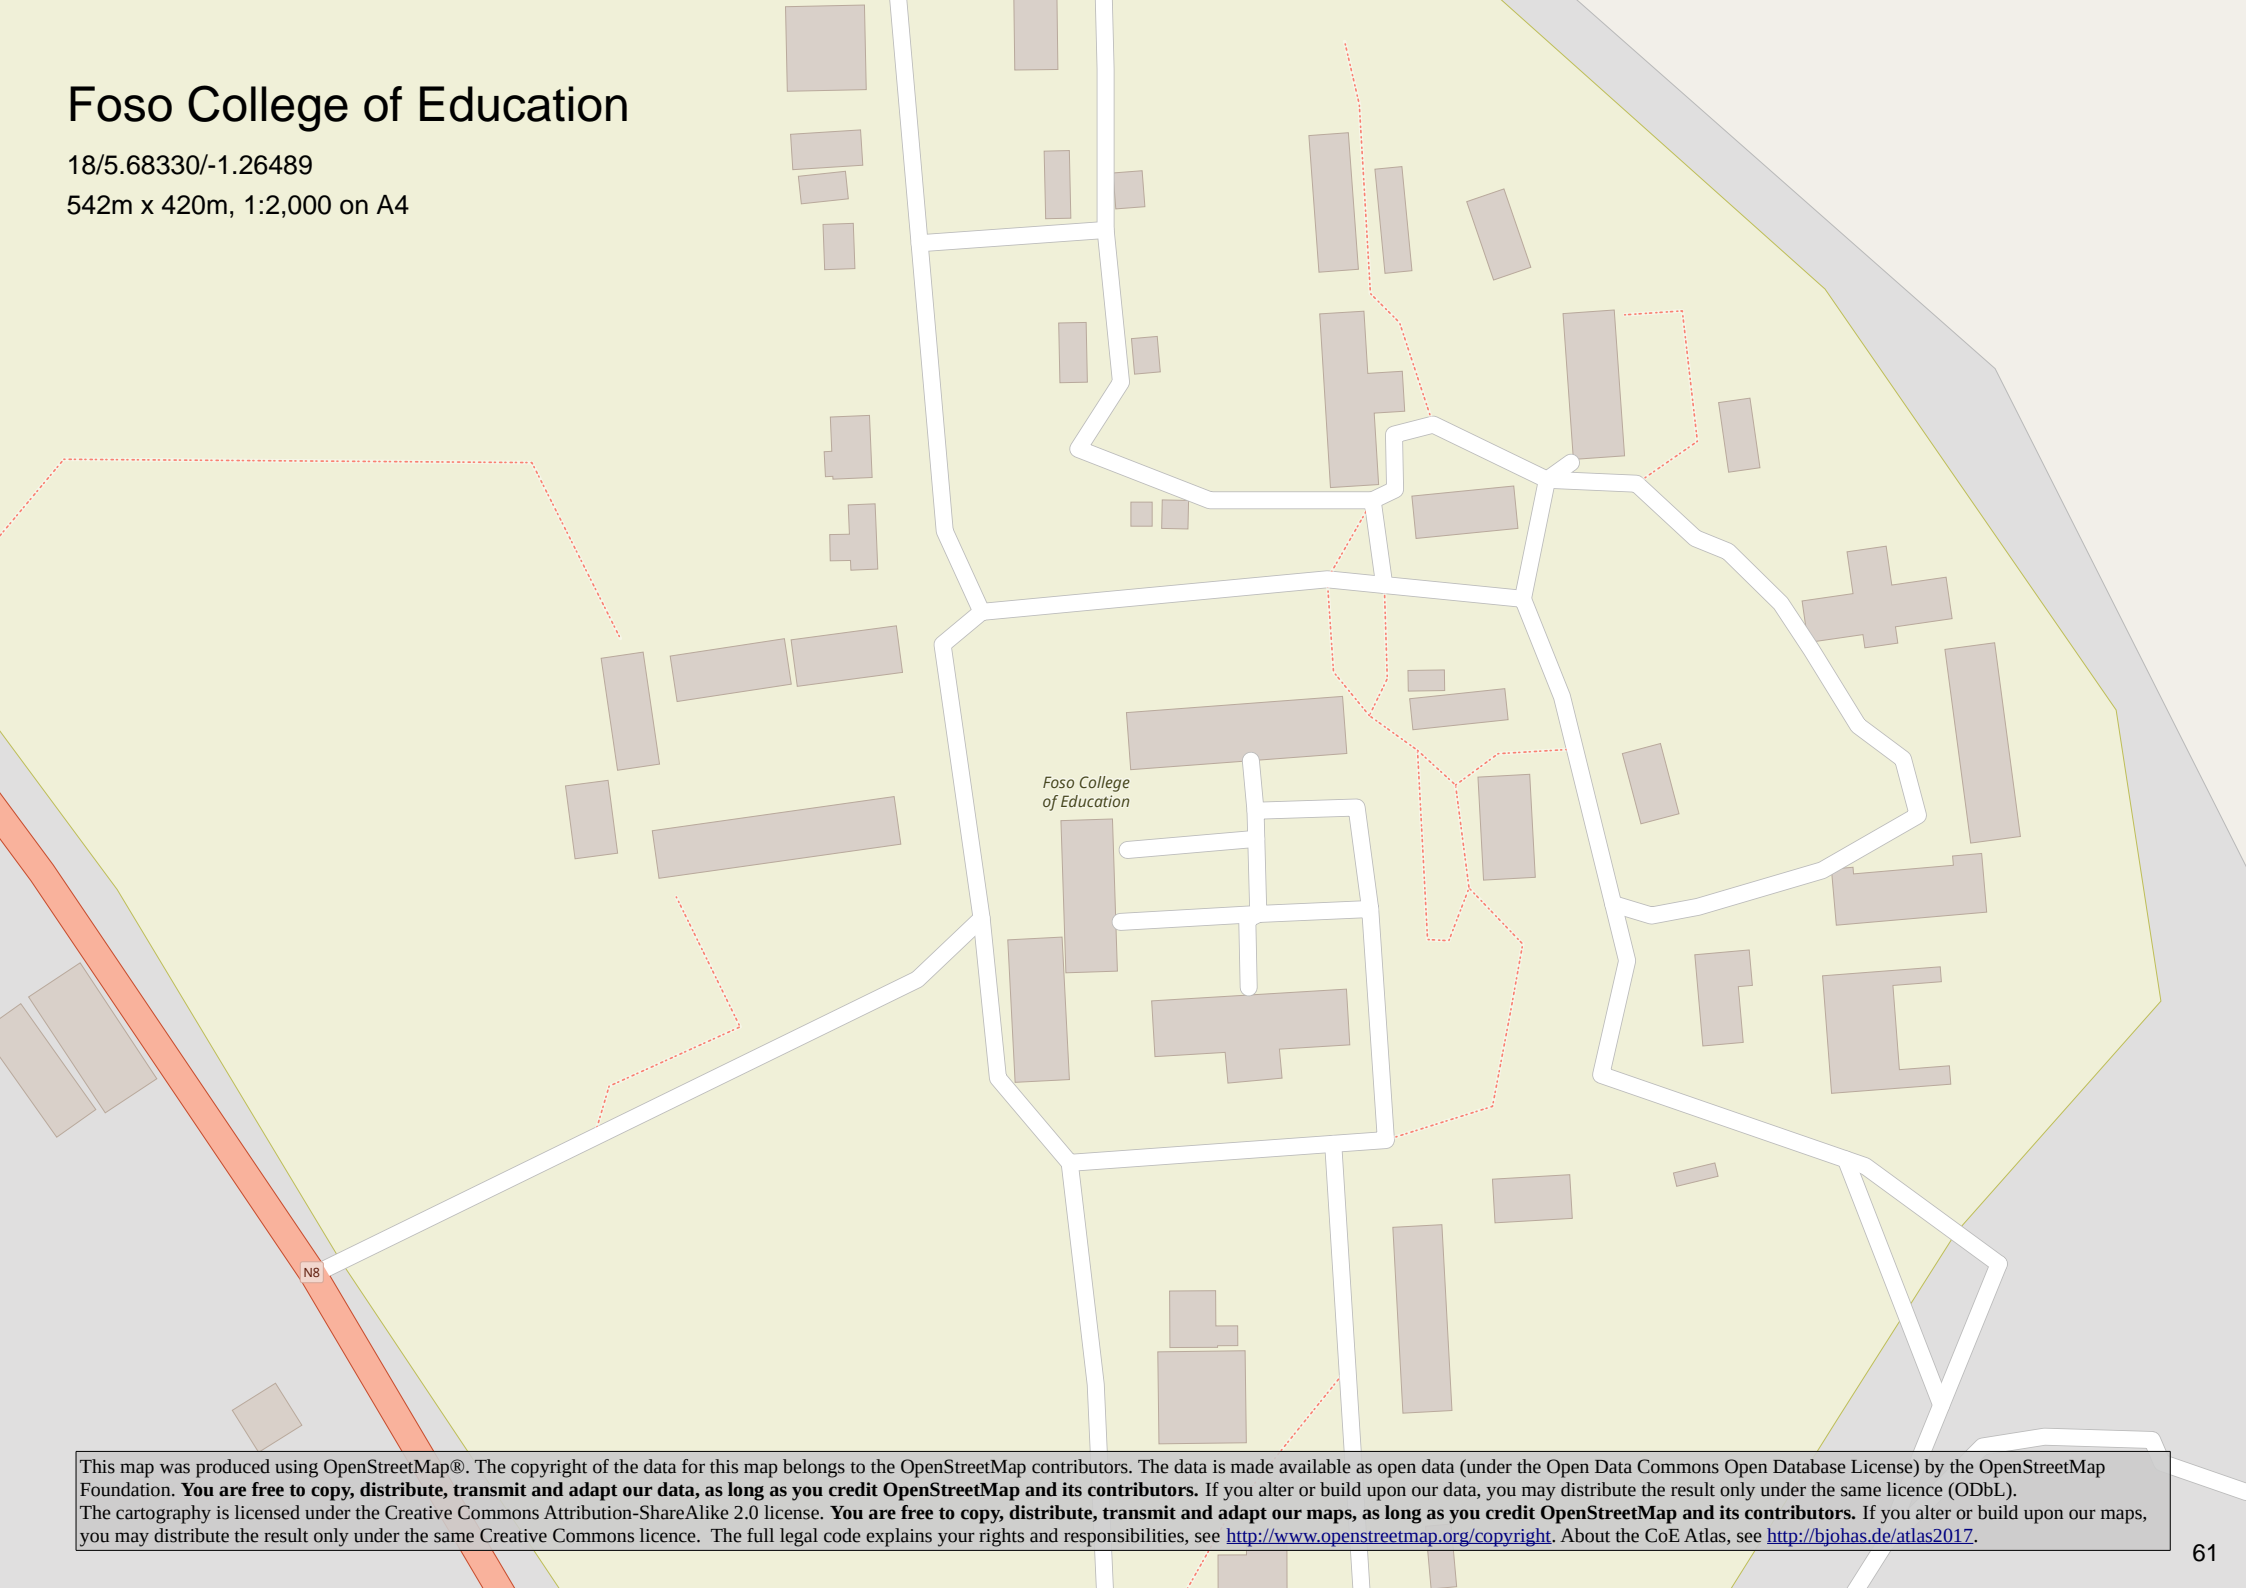 Foso College of Education
18/5.68330/-1.26489
542m x 420m, 1:2,000 on A4
Foso College
of Education
N8
This map was produced using OpenStreetMap®. The copyright of the data for this map belongs to the OpenStreetMap contributors. The data is made available as open data (under the Open Data Commons Open Database License) by the OpenStreetMap
Foundation. You are free to copy, distribute, transmit and adapt our data, as long as you credit OpenStreetMap and its contributors. If you alter or build upon our data, you may distribute the result only under the same licence (ODbL).
The cartography is licensed under the Creative Commons Attribution-ShareAlike 2.0 license. You are free to copy, distribute, transmit and adapt our maps, as long as you credit OpenStreetMap and its contributors. If you alter or build upon our maps,
you may distribute the result only under the same Creative Commons licence. The full legal code explains your rights and responsibilities, see http://www.openstreetmap.org/copyright. About the CoE Atlas, see http://bjohas.de/atlas2017.
61